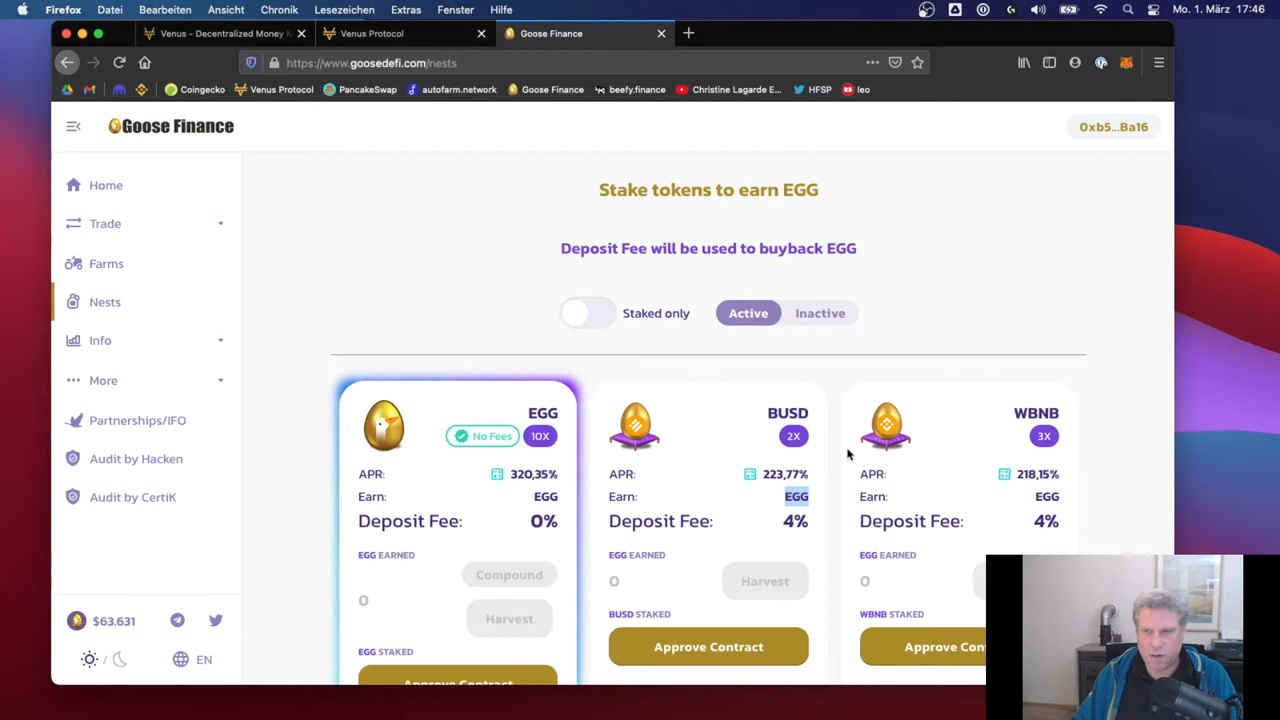 Firefox Ablage Bearbeiten Ansicht Chronik Lesezeichen Extras Fenster Hilfe Mo. 1. März 17:46
Venus - Decentralized Money M
Venus Protocol
Goose Finance
https://www.goosedefi.com/nests
Coingecko Venus Protocol PancakeSwap autofarm.network Goose Finance beefy.finance Christine Lagarde E... HFSP leo
Goose Finance
0xb5...Ba16
Home
Trade
Farms
Nests
Info
More
Partnerships/IFO
Audit by Hacken
Audit by CertiK
$63.631
EN
Stake tokens to earn EGG
Deposit Fee will be used to buyback EGG
Staked only Active Inactive
EGG
No Fees 10X
APR: 320,35%
Earn: EGG
Deposit Fee: 0%
EGG EARNED
Compound
0
Harvest
EGG STAKED
Approve Contract
BUSD
2X
APR: 223,77%
Earn: EGG
Deposit Fee: 4%
EGG EARNED
0 Harvest
BUSD STAKED
Approve Contract
WBNB
3X
APR: 218,15%
Earn: EGG
Deposit Fee: 4%
EGG EARNED
0
WBNB STAKED
Approve Con